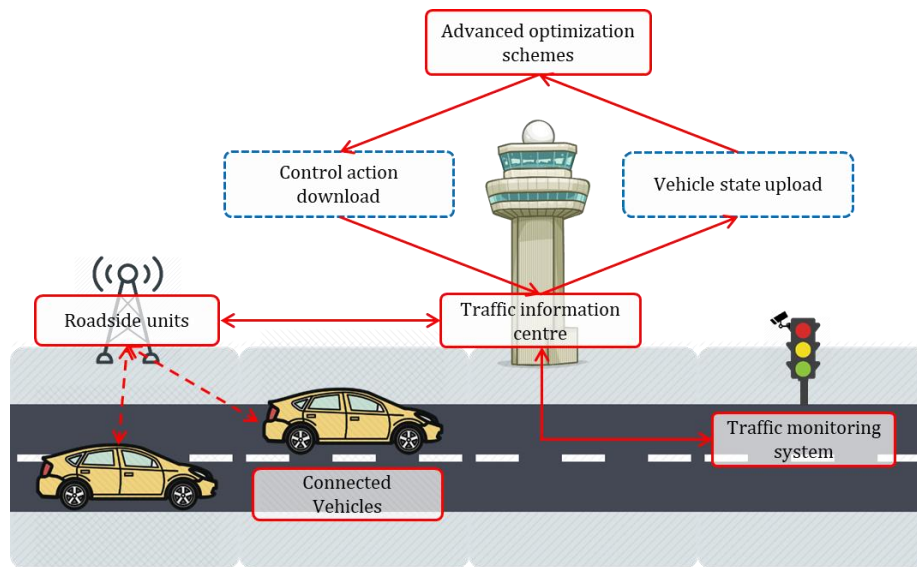 Advanced optimization
schemes
Control action
download
Vehicle state upload
Roadside units
Traffic information
centre
Traffic monitoring
system
Connected
Vehicles